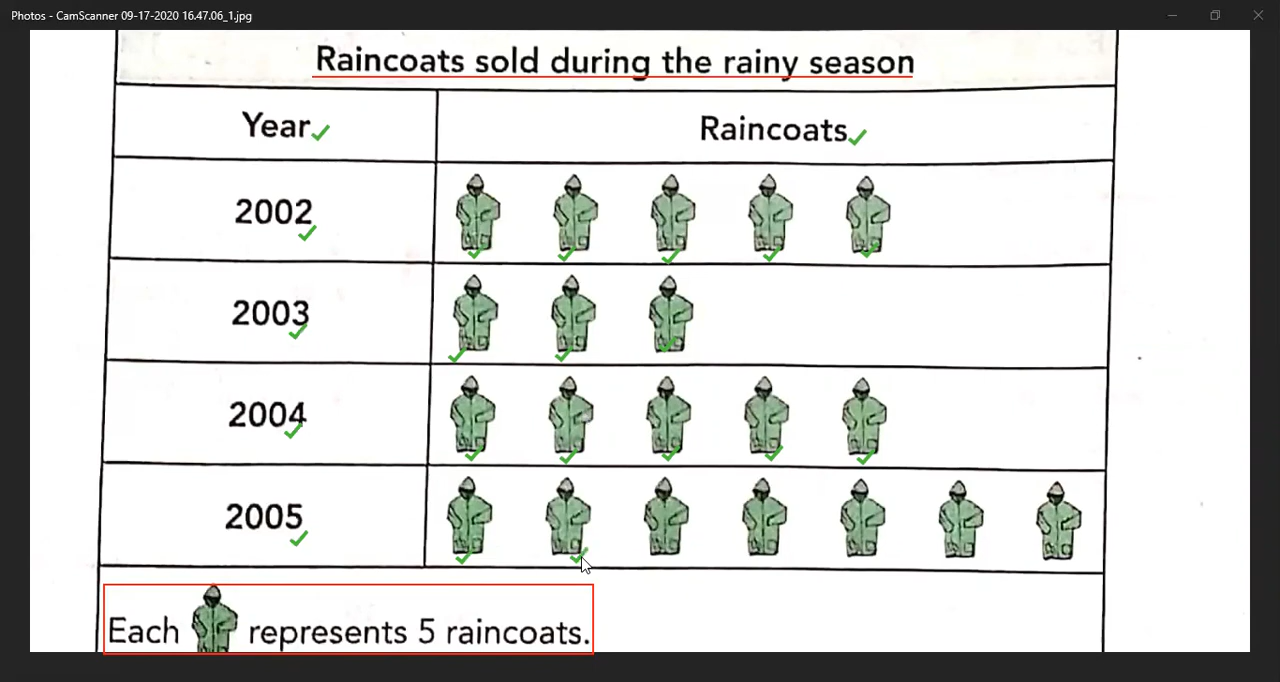 Photos - CamScanner 09-17-2020 16.47.06_1.jpg
Raincoats sold during the rainy season
Year Raincoats
2002
2003
2004
2005
Each represents 5 raincoats.